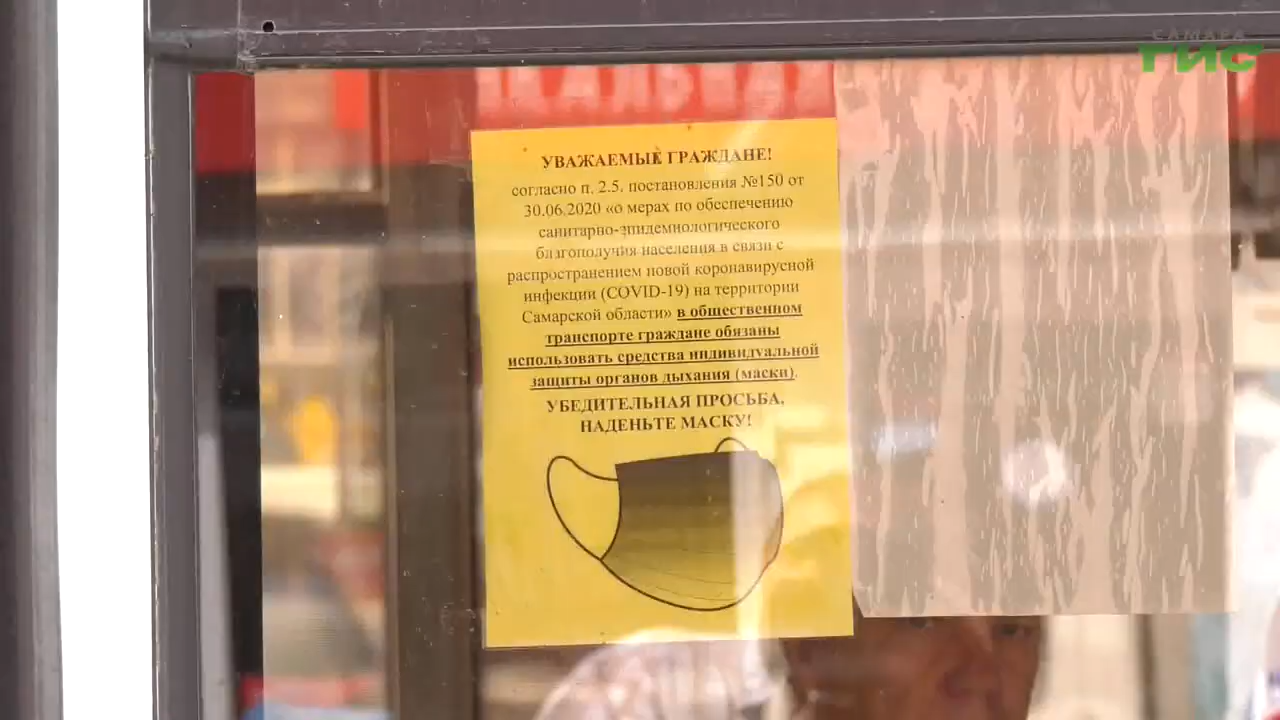 САМАРА
ГИС
УВАЖАЕМЫЕ ГРАЖДАНЕ!
согласно п. 2.5. постановления №150 от
30.06.2020 «о мерах по обеспечению
санитарно-эпидемиологического
благополучия населения в связи с
распространением новой коронавирусной
инфекции (COVID-19) на территории
Самарской области» в общественном
транспорте граждане обязаны
использовать средства индивидуальной
защиты органов дыхания (маски).
УБЕДИТЕЛЬНАЯ ПРОСЬБА,
НАДЕНЬТЕ МАСКУ!